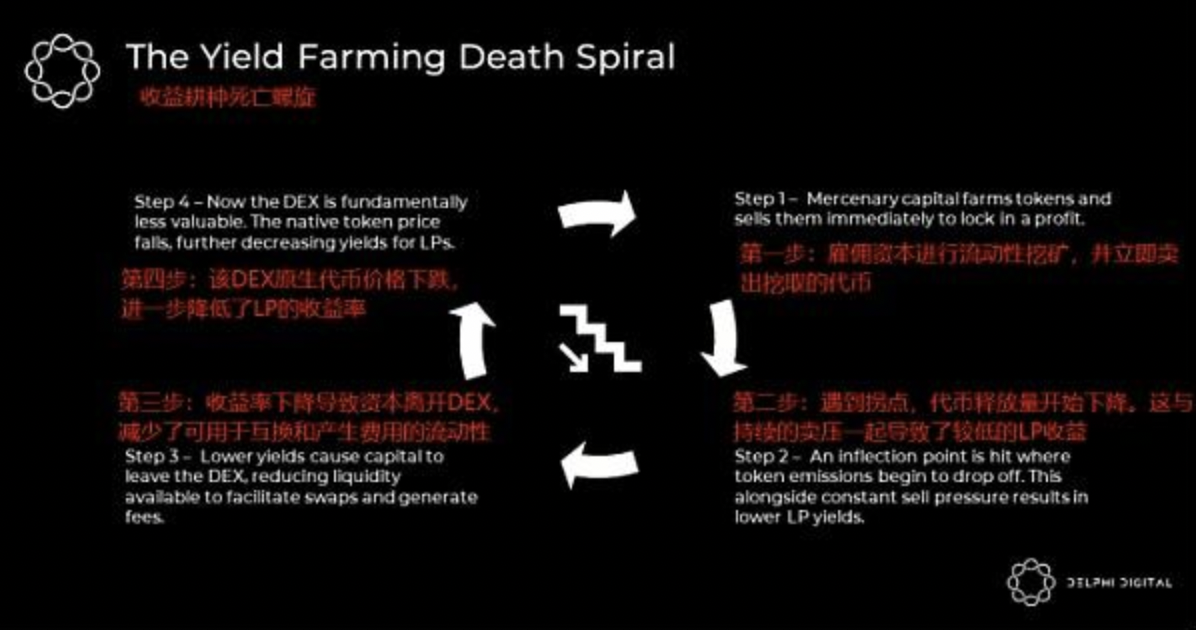 The Yield Farming Death Spiral
收益耕种死亡螺旋
Step 1 – Mercenary capital farms tokens and
sells them immediately to lock in a profit.
第一步：雇佣资本进行流动性挖矿，并立即卖
出挖取的代币
第二步：遇到拐点，代币释放量开始下降。这与
持续的卖压一起导致了较低的LP收益
Step 2 – An inflection point is hit where
token emissions begin to drop off. This
alongside constant sell pressure results in
lower LP yields.
第三步：收益率下降导致资本离开DEX，
减少了可用于互换和产生费用的流动性
Step 3 – Lower yields cause capital to
leave the DEX, reducing liquidity
available to facilitate swaps and generate
fees.
Step 4 – Now the DEX is fundamentally
less valuable. The native token price
falls, further decreasing yields for LPs.
第四步：该DEX原生代币价格下跌，
进一步降低了LP的收益率
DELPHI DIGITAL